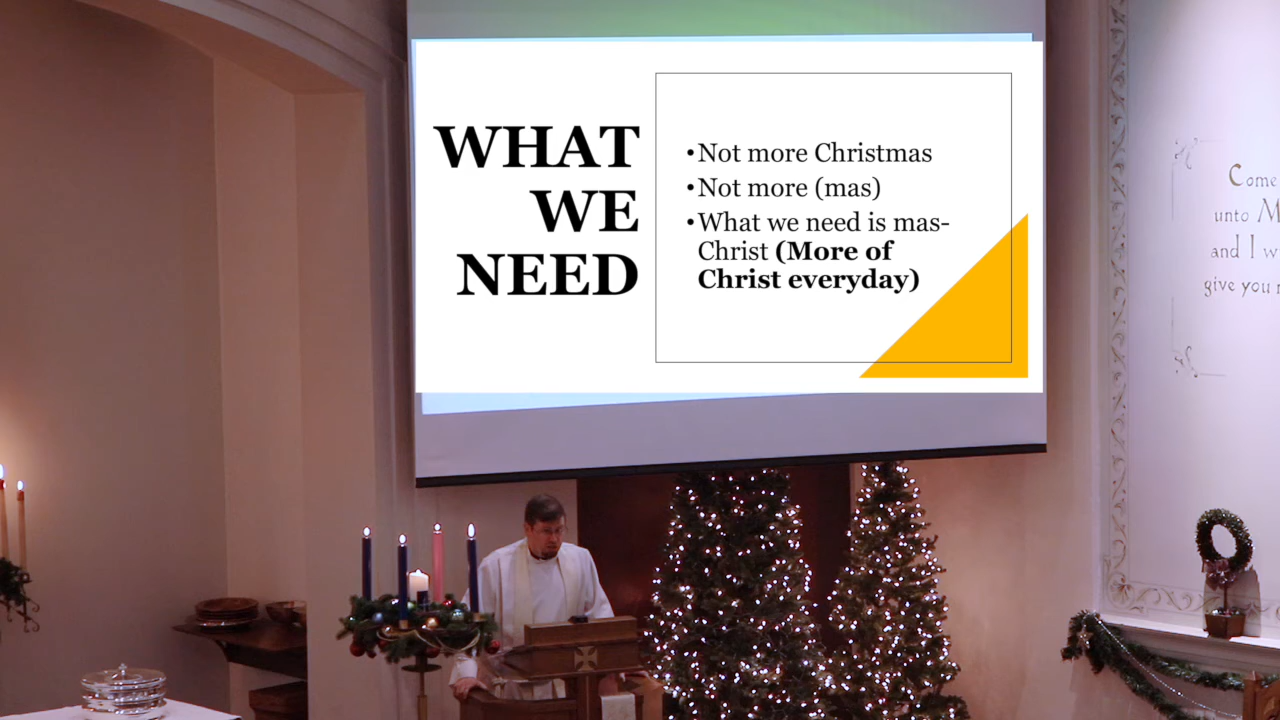 WHAT
WE
NEED
•Not more Christmas
•Not more (mas)
•What we need is mas-
Christ (More of
Christ everyday)
Come
unto
and I
give you